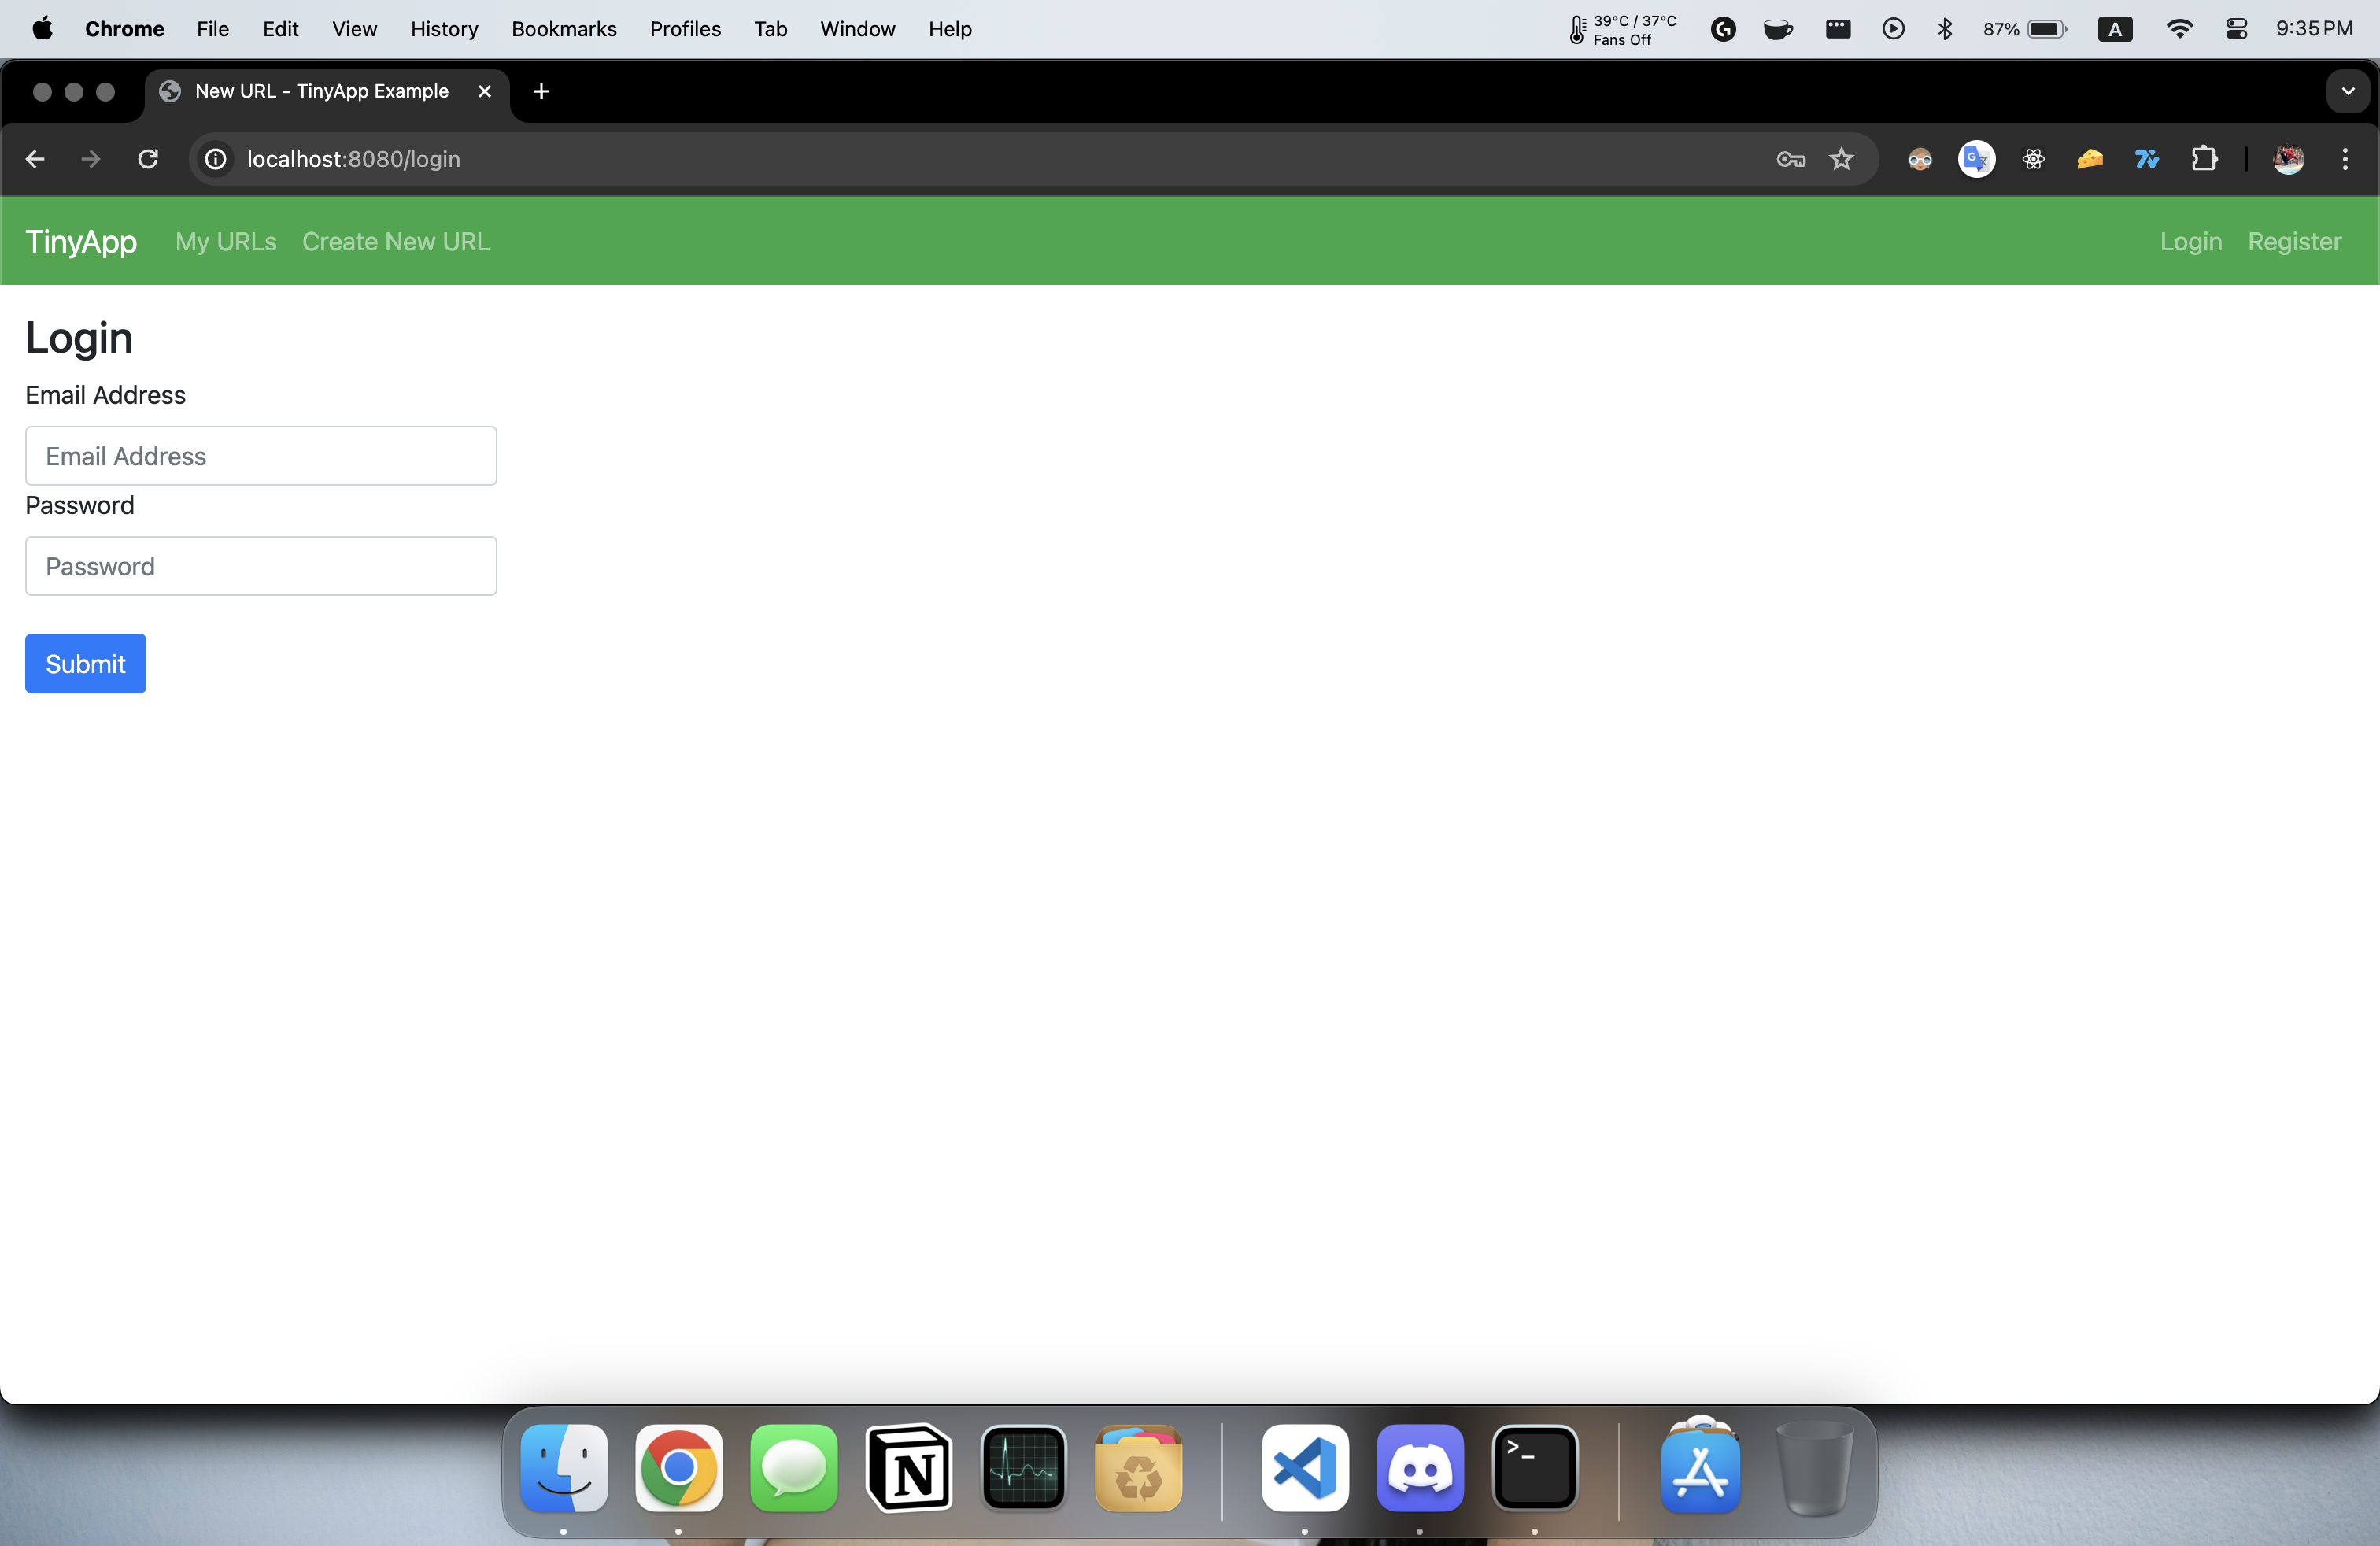 Chrome File Edit View History Bookmarks Profiles Tab Window Help
39°C / 37°C
Fans Off
87%
A
9:35 PM
New URL - TinyApp Example
localhost:8080/login
TinyApp My URLs Create New URL Login Register
Login
Email Address
Email Address
Password
Password
Submit